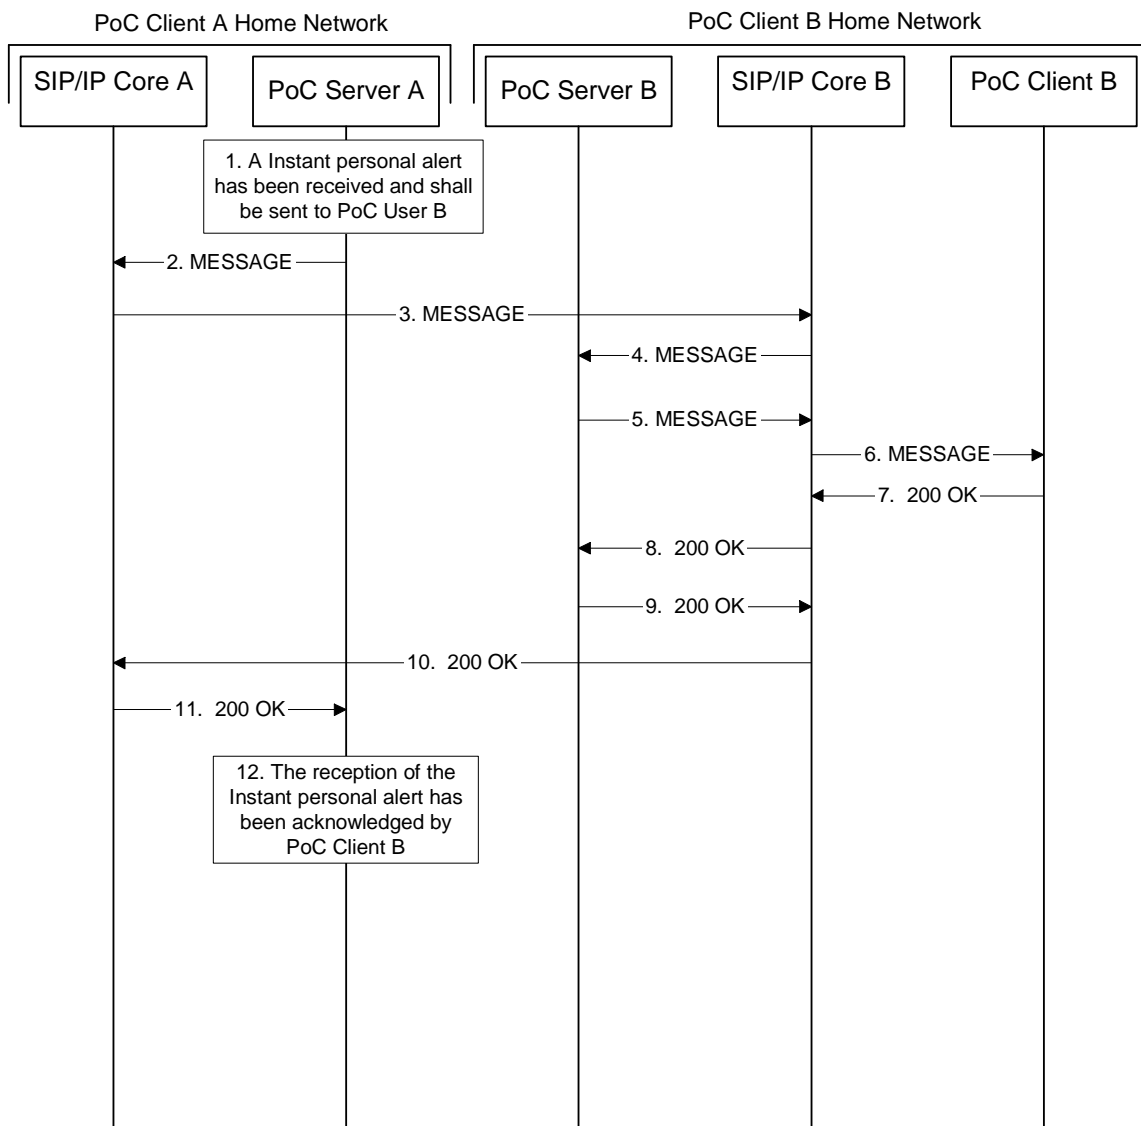 PoC Client A Home Network
PoC Client B Home Network
SIP/IP Core A
PoC Server A
PoC Server B
SIP/IP Core B
PoC Client B
1. A Instant personal alert
has been received and shall
be sent to PoC User B
2. MESSAGE
3. MESSAGE
4. MESSAGE
5. MESSAGE
6. MESSAGE
7. 200 OK
8. 200 OK
9. 200 OK
10. 200 OK
11. 200 OK
12. The reception of the
Instant personal alert has
been acknowledged by
PoC Client B